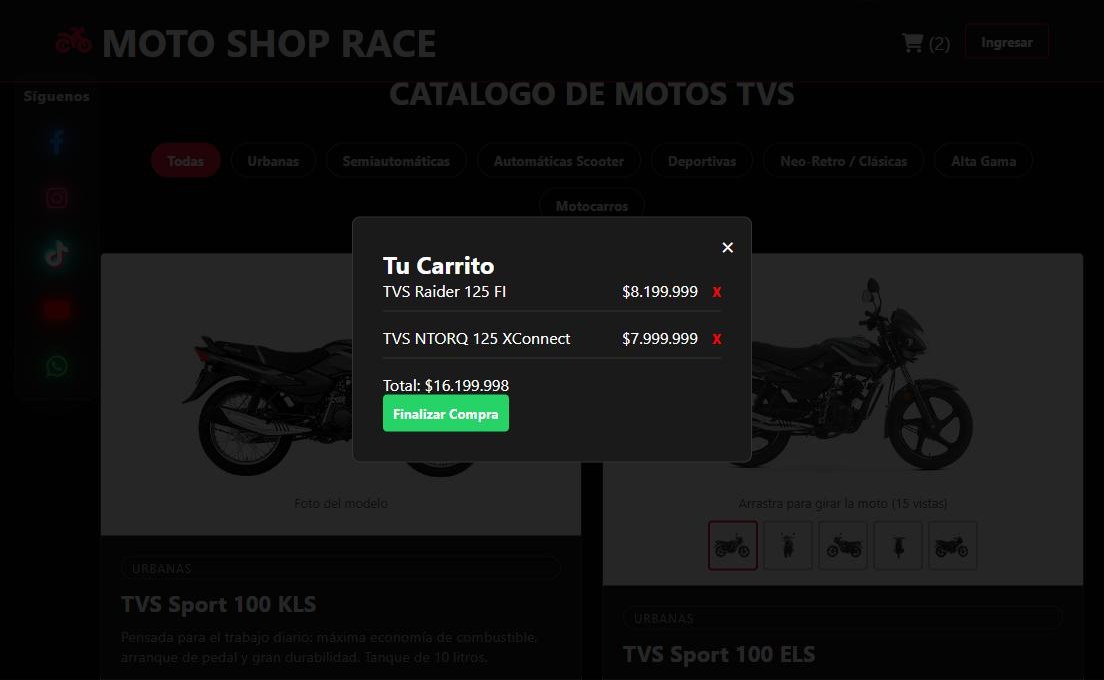 MOTO SHOP RACE
(2)
Ingresar
Síguenos
CATALOGO DE MOTOS TVS
Todas
Urbanas
Semiautomáticas
Automáticas Scooter
Deportivas
Neo-Retro / Clásicas
Alta Gama
Motocarros
×
Tu Carrito
TVS Raider 125 FI $8.199.999 X
TVS NTORQ 125 XConnect $7.999.999 X
Total: $16.199.998
Finalizar Compra
Foto del modelo
Arrastra para girar la moto (15 vistas)
URBANAS
TVS Sport 100 KLS
Pensada para el trabajo diario: máxima economía de combustible,
arranque de pedal y gran durabilidad. Tanque de 10 litros.
URBANAS
TVS Sport 100 ELS